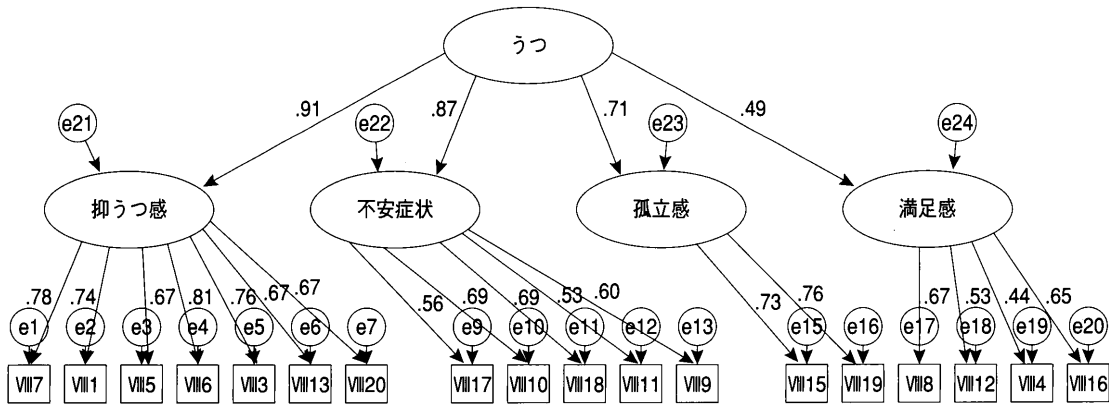 うつ
.91
.87
.71
.49
e21
e22
e23
e24
抑うつ感
不安症状
孤立感
満足感
.78
.74
.67
.81
.76
.67
.67
.56
.69
.69
.53
.60
.73
.76
.67
.53
.44
.65
e1
e2
e3
e4
e5
e6
e7
e9
e10
e11
e12
e13
e15
e16
e17
e18
e19
e20
Ⅷ7
Ⅷ1
Ⅷ5
Ⅷ6
Ⅷ3
Ⅷ13
Ⅷ20
Ⅷ17
Ⅷ10
Ⅷ18
Ⅷ11
Ⅷ9
Ⅷ15
Ⅷ19
Ⅷ8
Ⅷ12
Ⅷ4
Ⅷ16